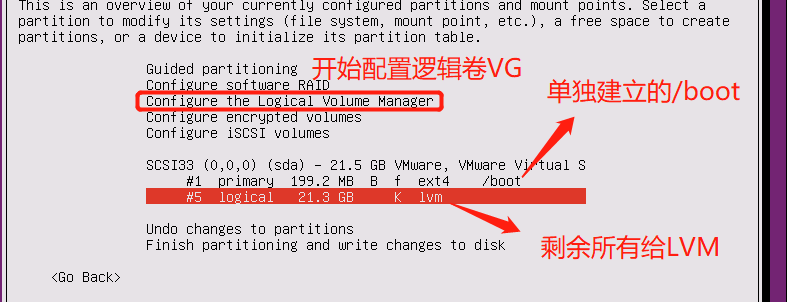 This is an overview of your currently configured partitions and mount points. Select a
partition to modify its settings (file system, mount point, etc.), a free space to create
partitions, or a device to initialize its partition table.
Guided partitioning
开始配置逻辑卷VG
Configure software RAID
Configure the Logical Volume Manager
单独建立的/boot
Configure encrypted volumes
Configure iSCSI volumes
SCSI33 (0,0,0) (sda) - 21.5 GB VMware, VMware Virtual S
#1 primary 199.2 MB B f ext4 /boot
#5 logical 21.3 GB K lvm
Undo changes to partitions
Finish partitioning and write changes to disk
剩余所有给LVM
<Go Back>